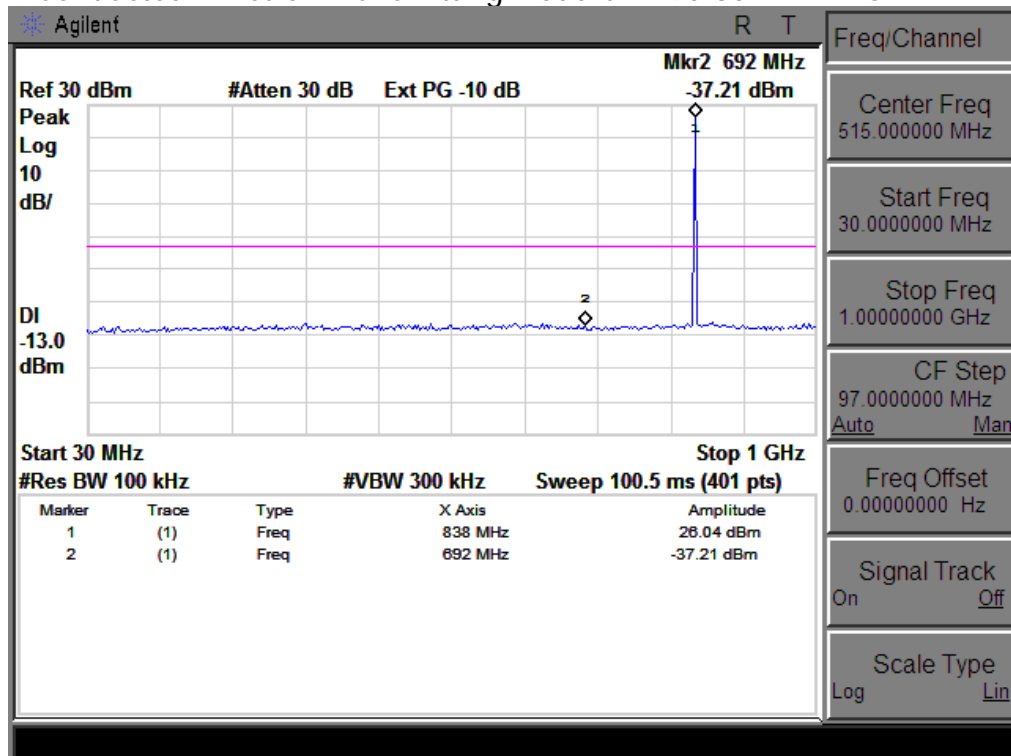 Agilent R T
Mkr2 692 MHz
Ref 30 dBm #Atten 30 dB Ext PG -10 dB -37.21 dBm
Peak
Log
10
dB/
1
2
DI
-13.0
dBm
Start 30 MHz Stop 1 GHz
#Res BW 100 kHz #VBW 300 kHz Sweep 100.5 ms (401 pts)
Marker Trace Type X Axis Amplitude
1 (1) Freq 838 MHz 26.04 dBm
2 (1) Freq 692 MHz -37.21 dBm
Freq/Channel
Center Freq
515.000000 MHz
Start Freq
30.0000000 MHz
Stop Freq
1.00000000 GHz
CF Step
97.0000000 MHz
Auto Man
Freq Offset
0.00000000 Hz
Signal Track
On Off
Scale Type
Log Lin